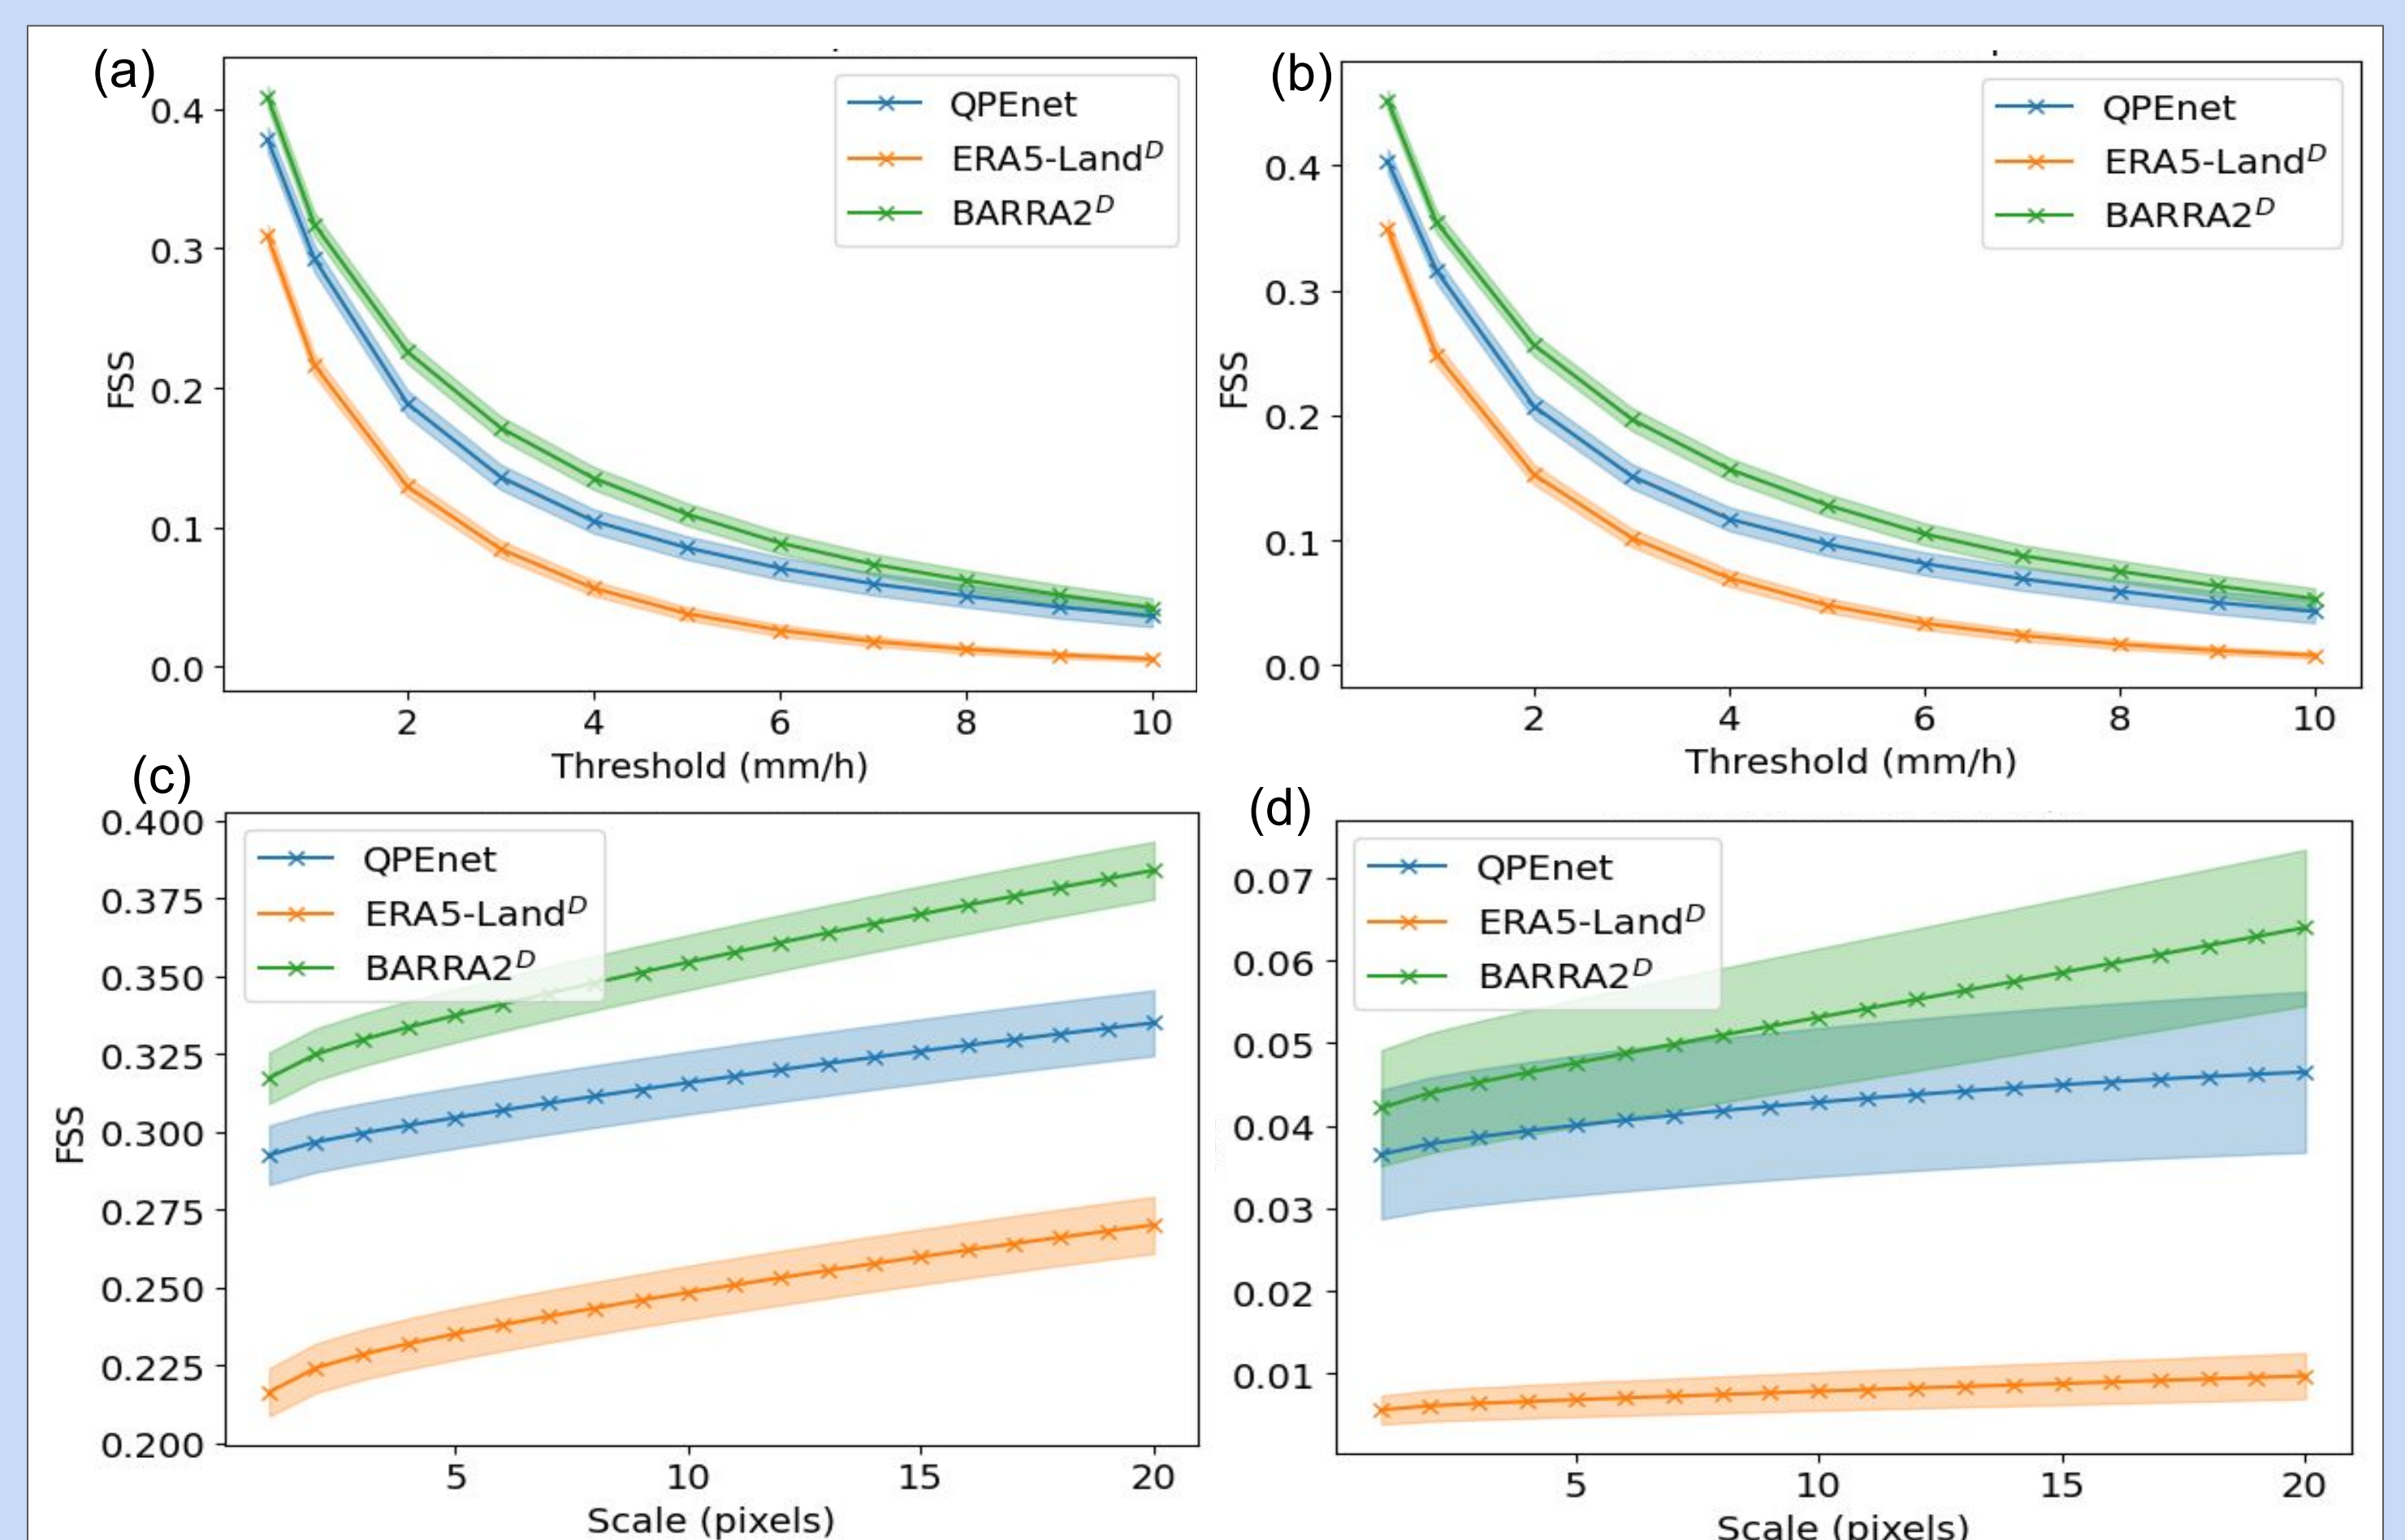 (a)
QPEnet
ERA5-Land^D
BARRA2^D
0.4
0.3
0.2
0.1
0.0
FSS
2 4 6 8 10
Threshold (mm/h)
(b)
QPEnet
ERA5-Land^D
BARRA2^D
0.4
0.3
0.2
0.1
0.0
FSS
2 4 6 8 10
Threshold (mm/h)
(c)
QPEnet
ERA5-Land^D
BARRA2^D
0.400
0.375
0.350
0.325
0.300
0.275
0.250
0.225
0.200
FSS
5 10 15 20
Scale (pixels)
(d)
QPEnet
ERA5-Land^D
BARRA2^D
0.07
0.06
0.05
0.04
0.03
0.02
0.01
5 10 15 20
Scale (pixels)